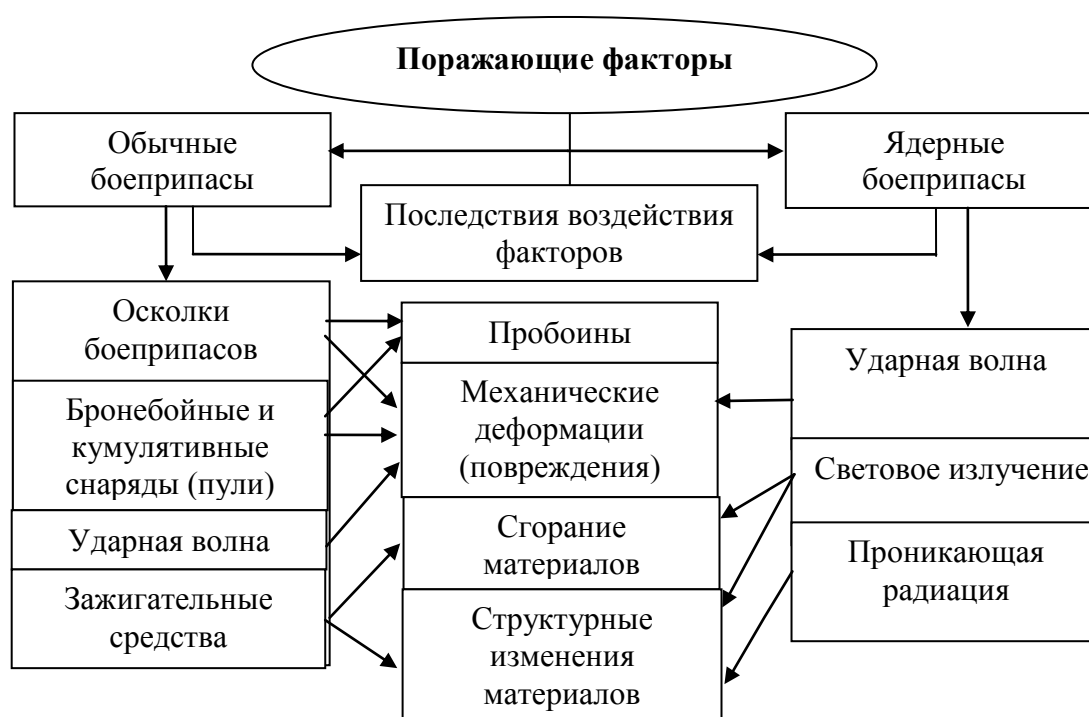 Поражающие факторы
Обычные
боеприпасы
Ядерные
боеприпасы
Последствия воздействия
факторов
Осколки
боеприпасов
Бронебойные и
кумулятивные
снаряды (пули)
Ударная волна
Зажигательные
средства
Пробоины
Механические
деформации
(повреждения)
Сгорание
материалов
Структурные
изменения
материалов
Ударная волна
Световое излучение
Проникающая
радиация